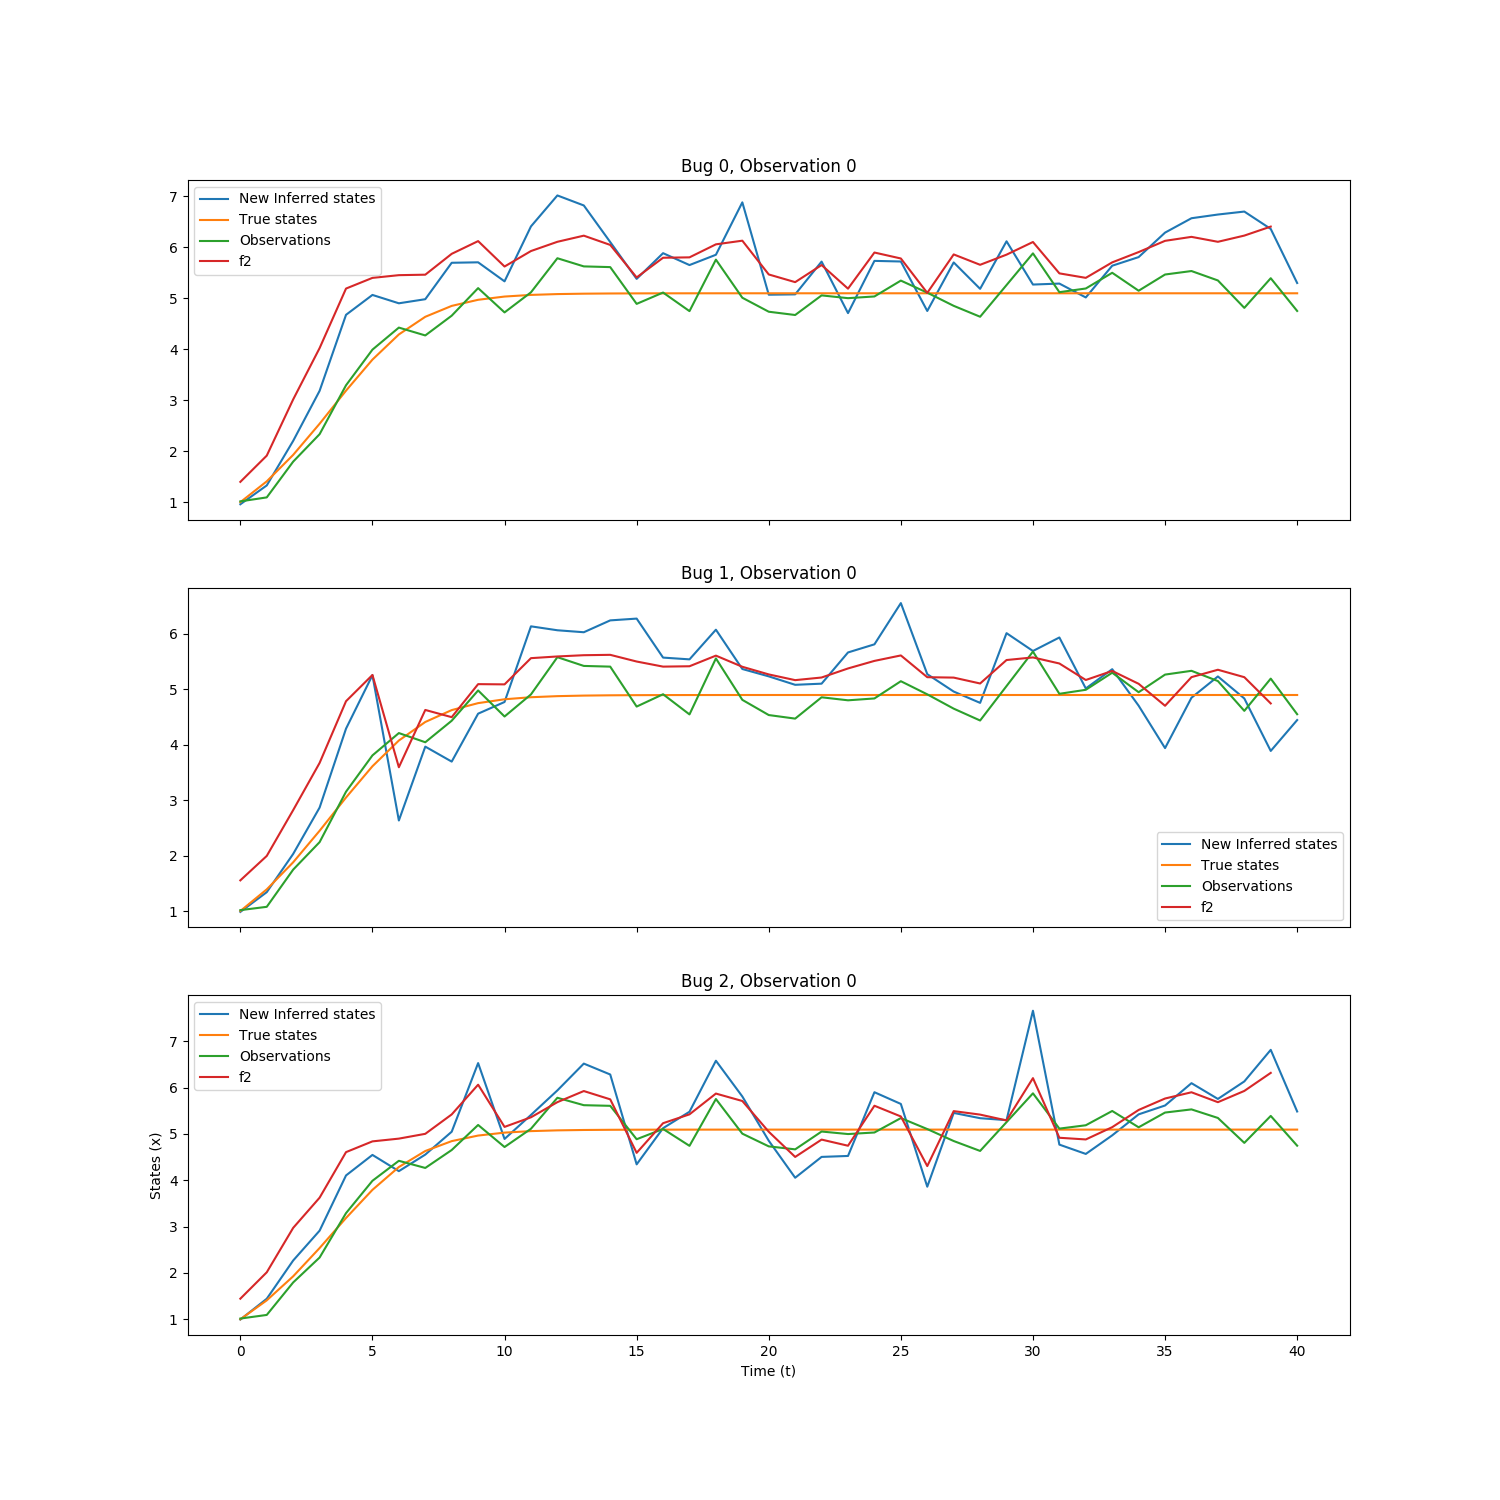 Bug 0, Observation 0
7
6
5
4
3
2
1
New Inferred states
True states
Observations
f2
Bug 1, Observation 0
6
5
4
3
2
1
New Inferred states
True states
Observations
f2
Bug 2, Observation 0
7
6
5
4
3
2
1
New Inferred states
True states
Observations
f2
States (x)
0 5 10 15 20 25 30 35 40
Time (t)